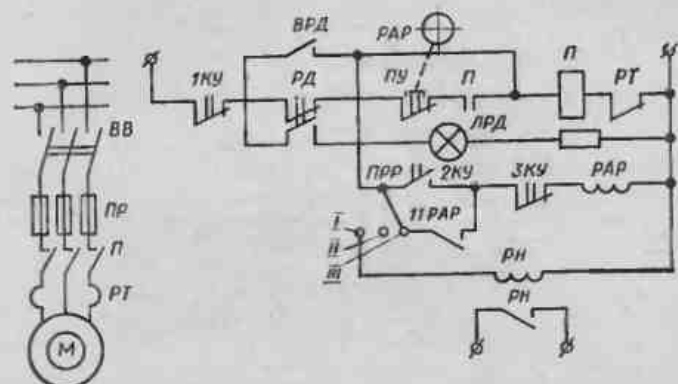 ВРД
РАР
1КУ
РД
ПУ
П
П
РТ
ВВ
ЛРД
ПРР
2КУ
3КУ
РАР
ПР
11РАР
I
II
III
П
РТ
РН
РН
М